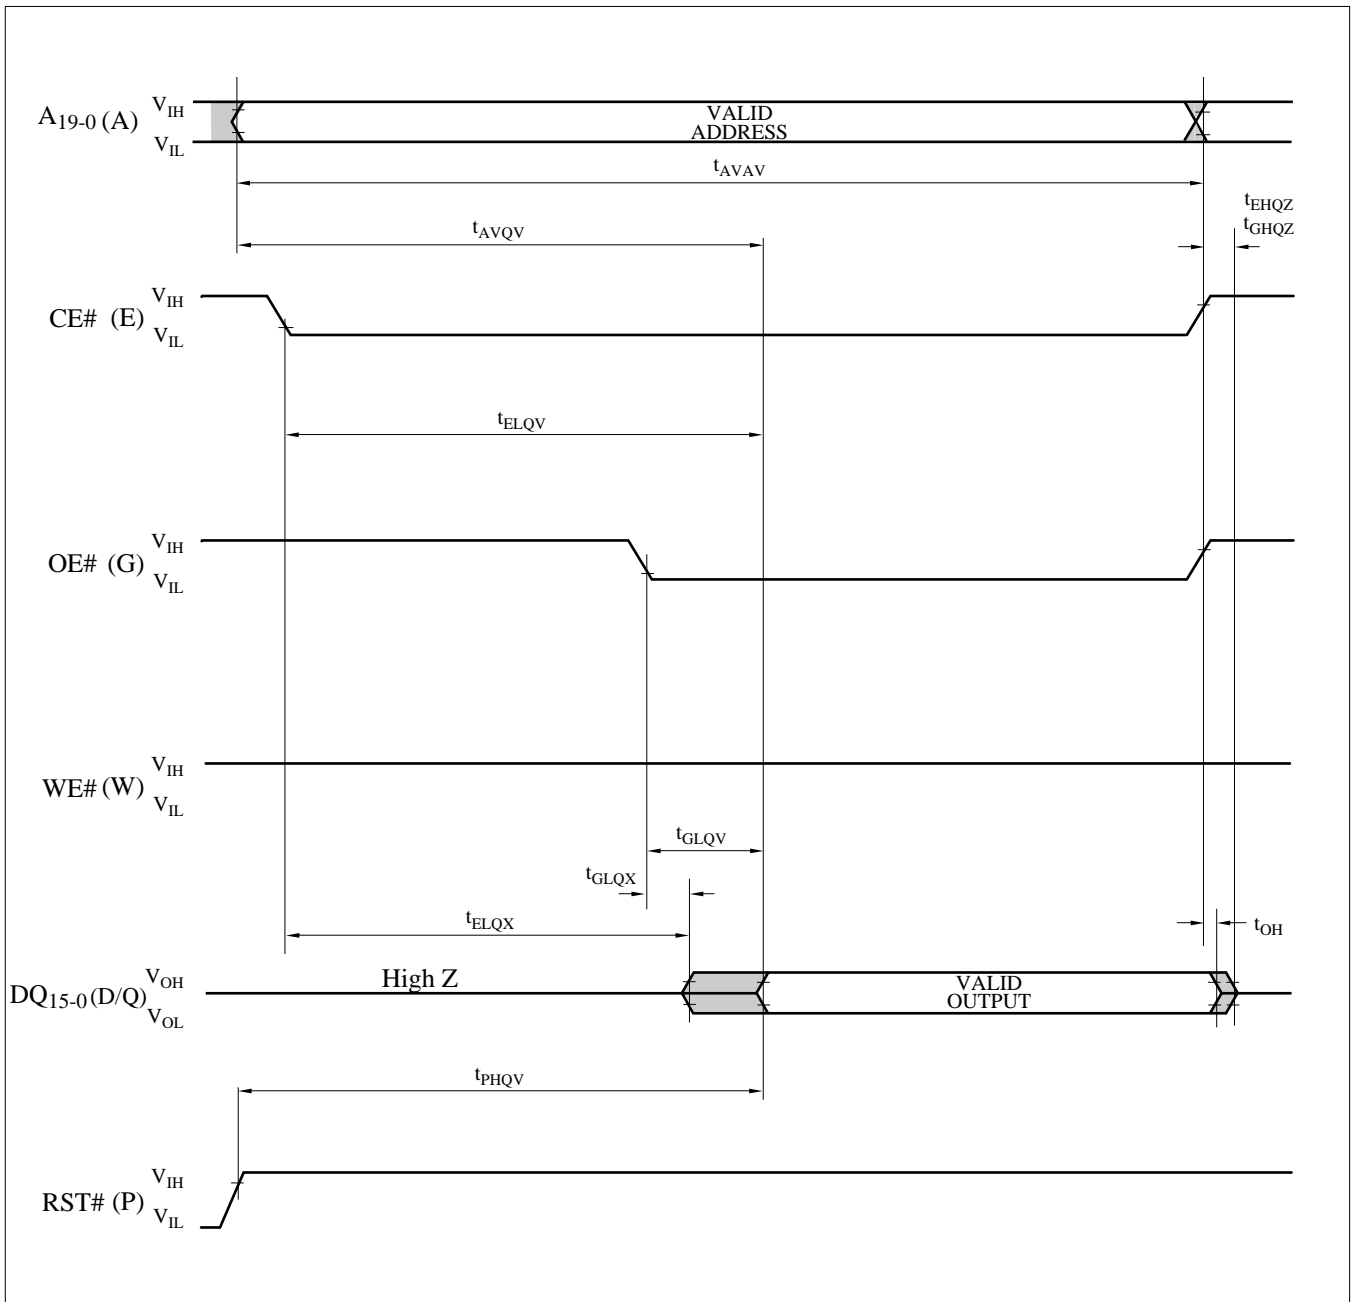 A19-0 (A)
VIH
VIL
VALID
ADDRESS
tAVAV
tEHQZ
tGHQZ
tAVQV
CE# (E)
VIH
VIL
tELQV
OE# (G)
VIH
VIL
WE# (W)
VIH
VIL
tGLQV
tGLQX
tELQX
tOH
DQ15-0 (D/Q)
VOH
VOL
High Z
VALID
OUTPUT
tPHQV
RST# (P)
VIH
VIL